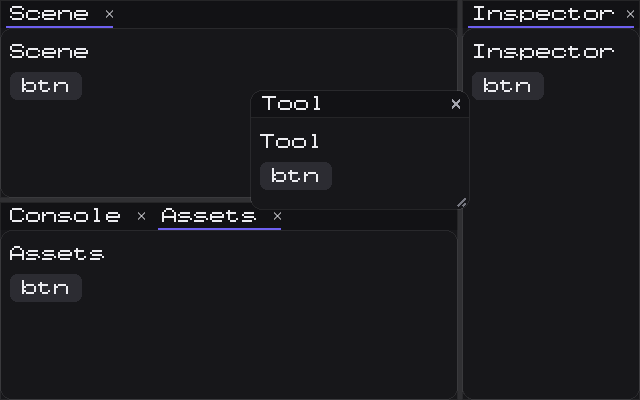 Scene ×
Scene
btn
Inspector ×
Inspector
btn
Tool ×
Tool
btn
Console × Assets ×
Assets
btn